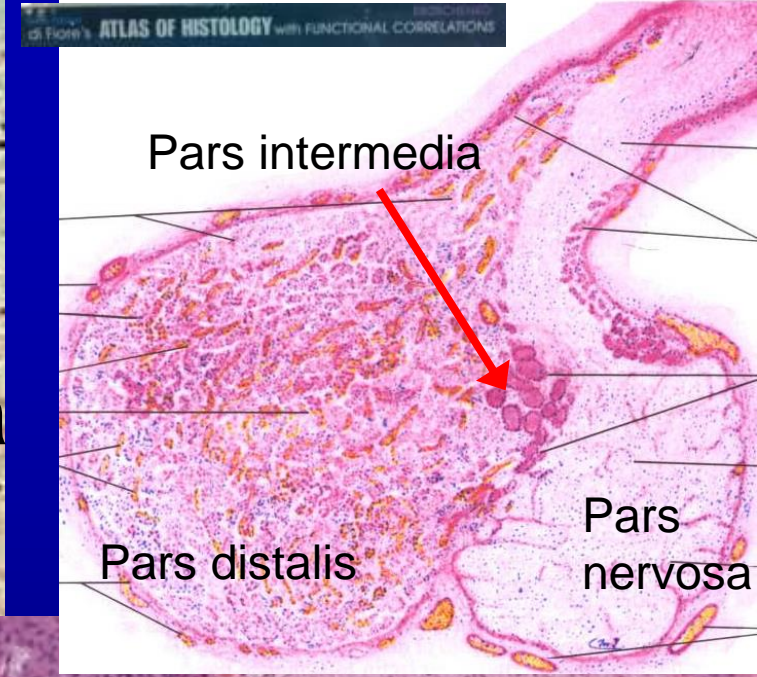 di Fiore's ATLAS OF HISTOLOGY with FUNCTIONAL CORRELATIONS
Pars intermedia
Pars distalis
Pars
nervosa